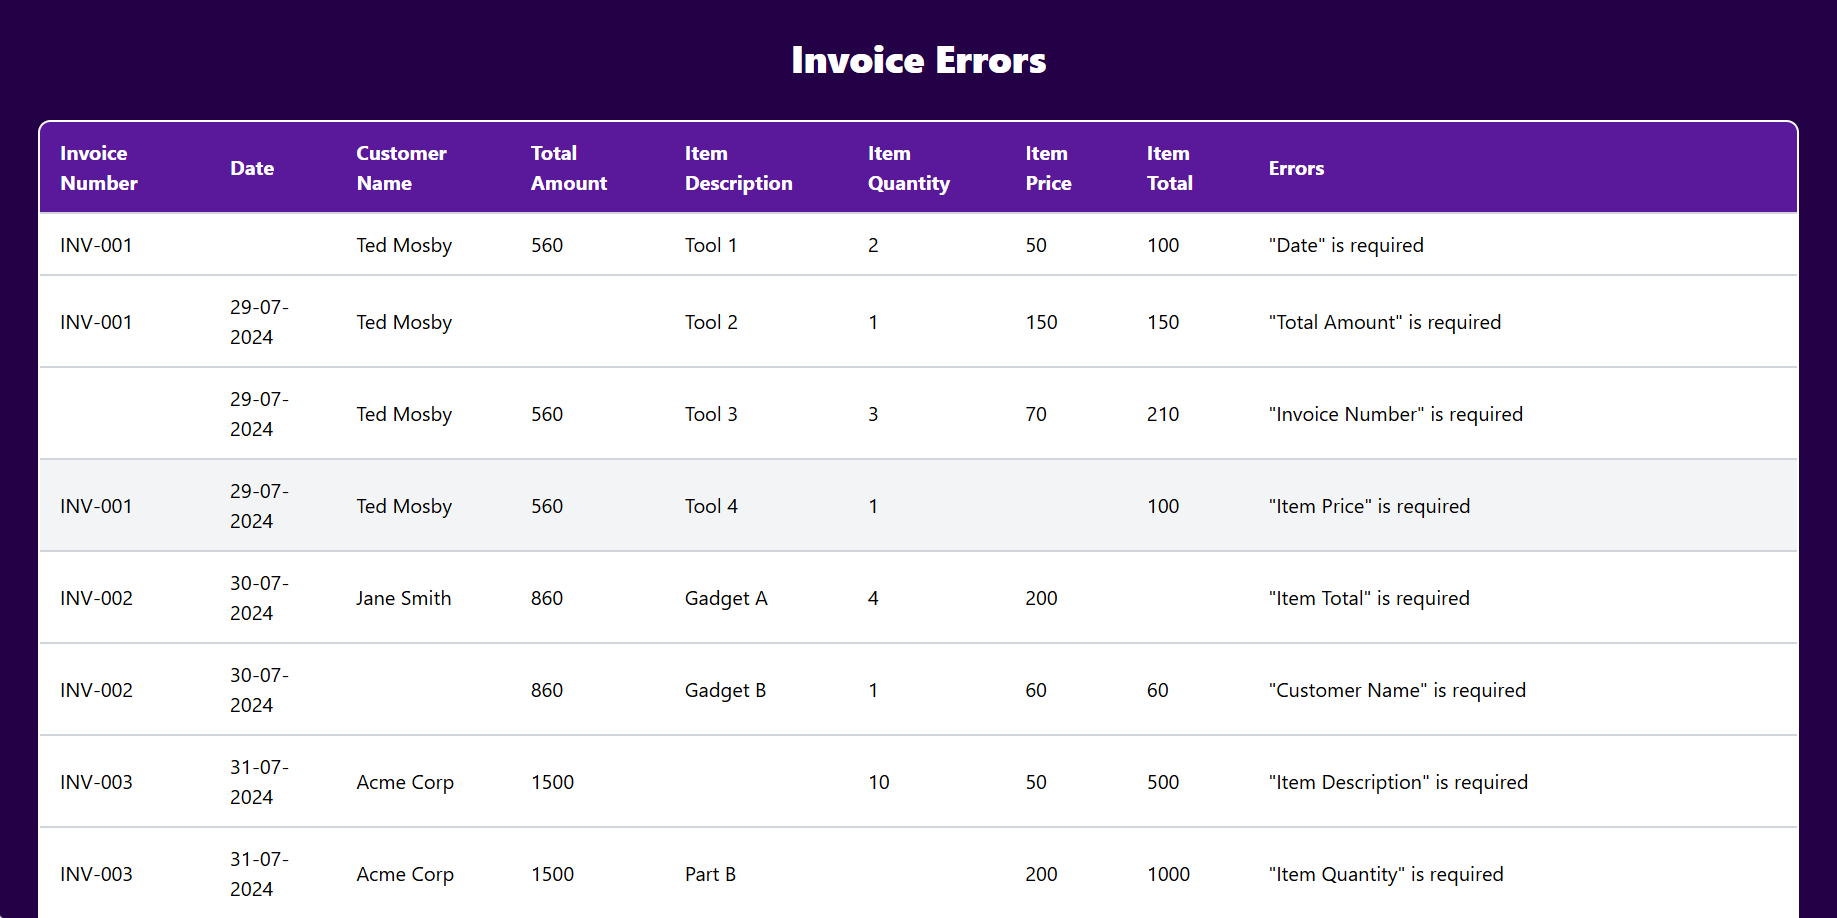 Invoice Errors
Invoice Number Date Customer Name Total Amount Item Description Item Quantity Item Price Item Total Errors
INV-001 Ted Mosby 560 Tool 1 2 50 100 "Date" is required
INV-001 29-07-2024 Ted Mosby Tool 2 1 150 150 "Total Amount" is required
29-07-2024 Ted Mosby 560 Tool 3 3 70 210 "Invoice Number" is required
INV-001 29-07-2024 Ted Mosby 560 Tool 4 1 100 "Item Price" is required
INV-002 30-07-2024 Jane Smith 860 Gadget A 4 200 "Item Total" is required
INV-002 30-07-2024 860 Gadget B 1 60 60 "Customer Name" is required
INV-003 31-07-2024 Acme Corp 1500 10 50 500 "Item Description" is required
INV-003 31-07-2024 Acme Corp 1500 Part B 200 1000 "Item Quantity" is required